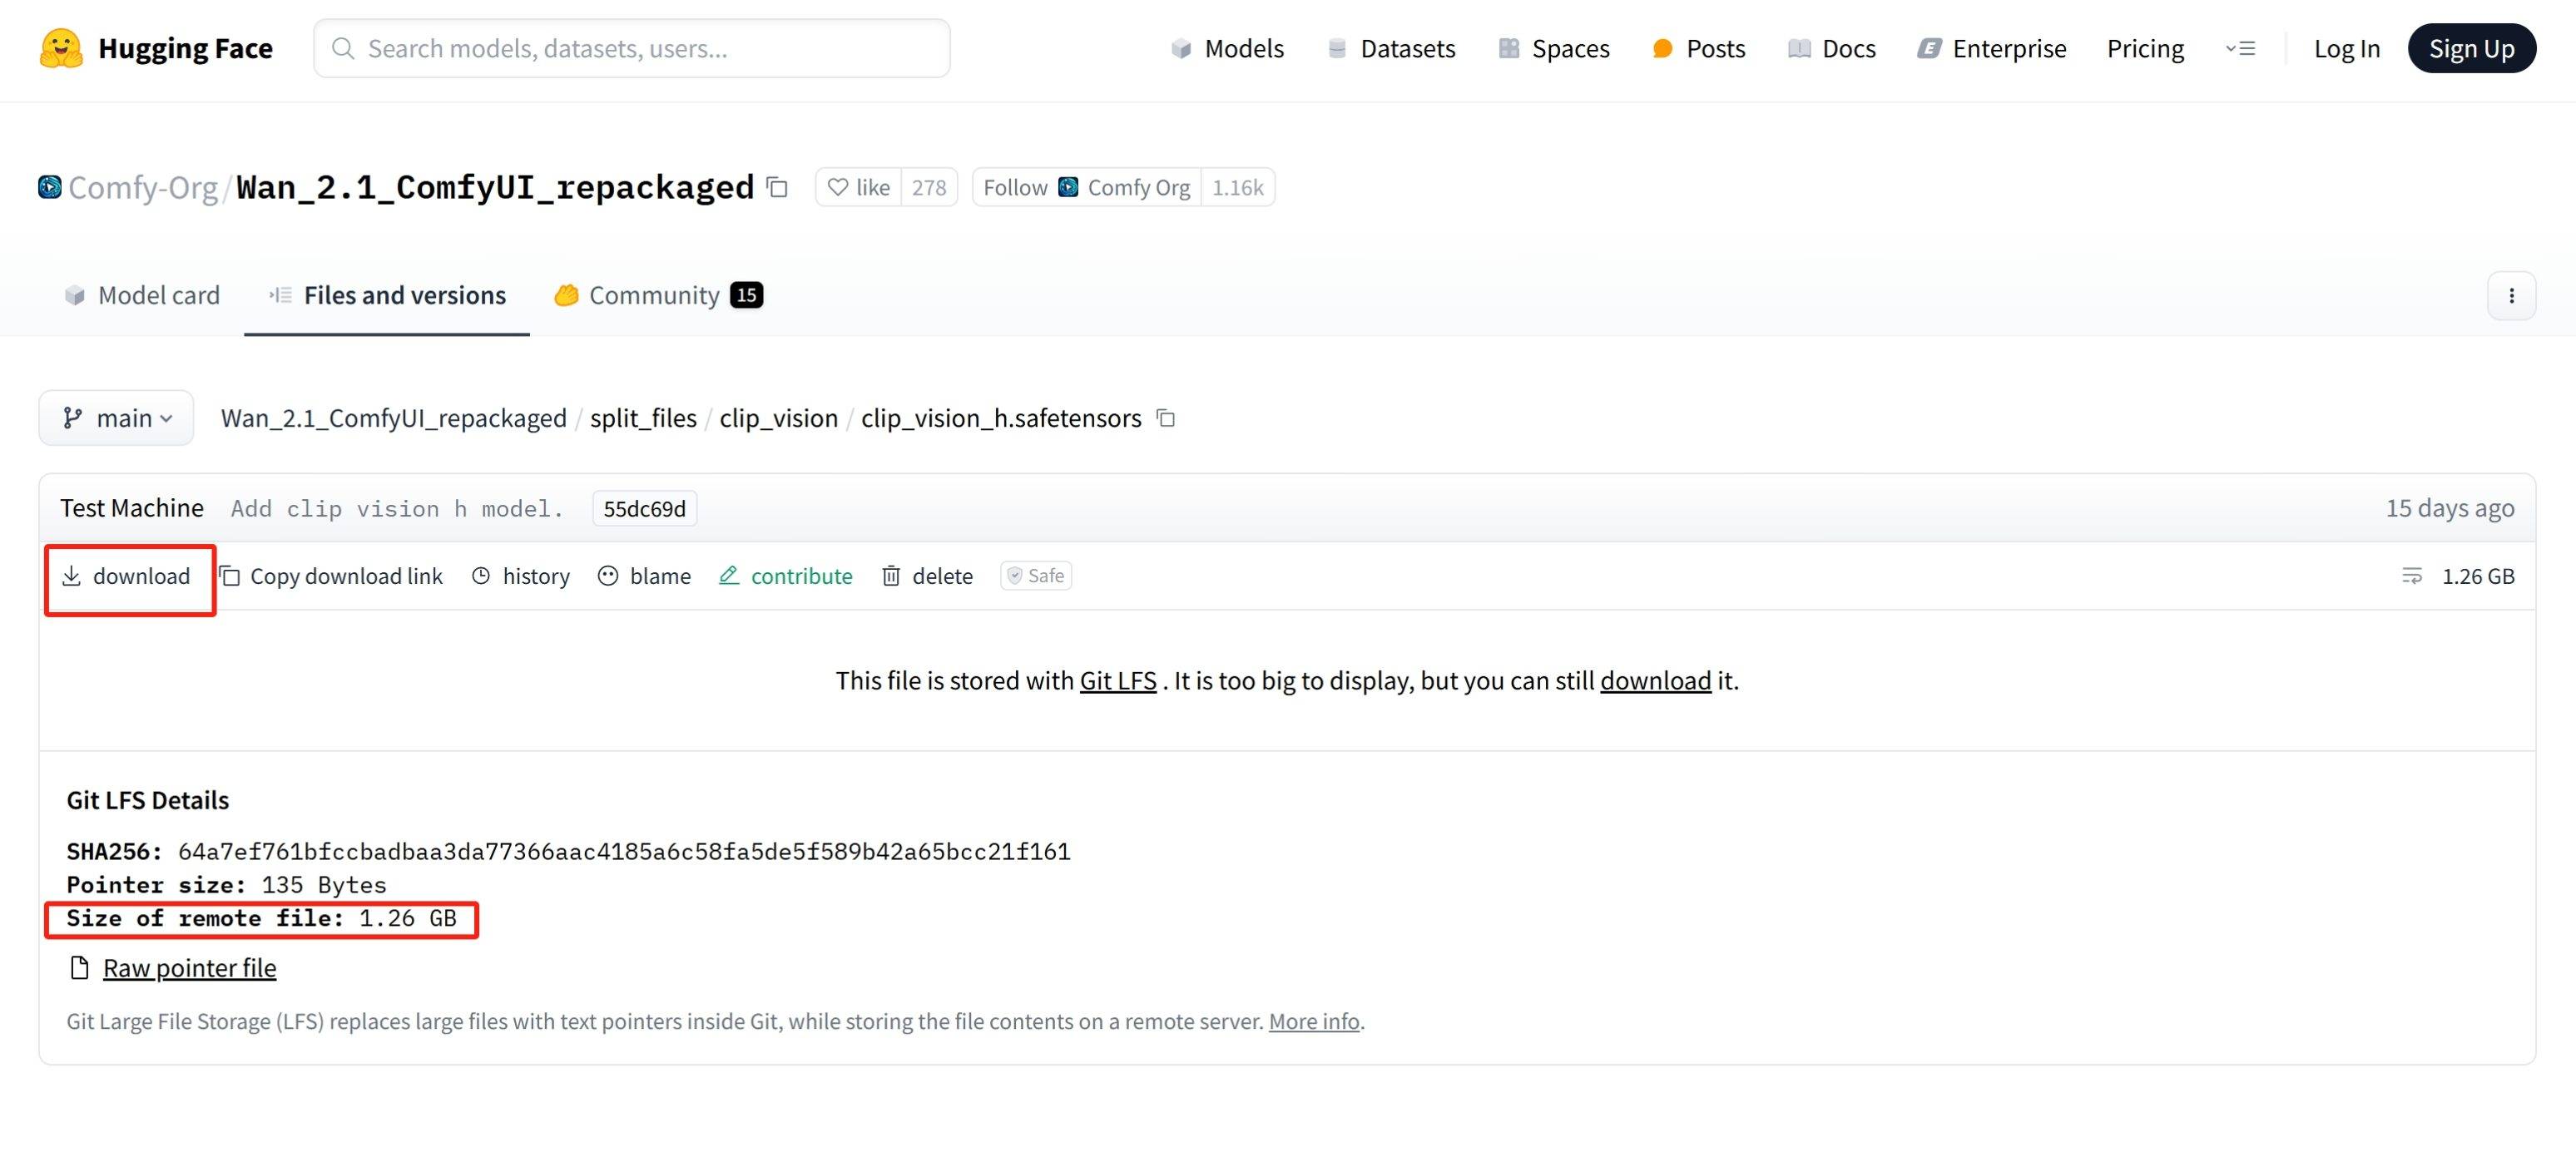 Hugging Face Search models, datasets, users... Models Datasets Spaces Posts Docs Enterprise Pricing Log In Sign Up
Comfy-Org/Wan_2.1_ComfyUI_repackaged like 278 Follow Comfy Org 1.16k
Model card Files and versions Community 15
main Wan_2.1_ComfyUI_repackaged / split_files / clip_vision / clip_vision_h.safetensors
Test Machine Add clip vision h model. 55dc69d 15 days ago
download Copy download link history blame contribute delete Safe 1.26 GB
This file is stored with Git LFS . It is too big to display, but you can still download it.
Git LFS Details
SHA256: 64a7ef761bfccbadbaa3da77366aac4185a6c58fa5de5f589b42a65bcc21f161
Pointer size: 135 Bytes
Size of remote file: 1.26 GB
Raw pointer file
Git Large File Storage (LFS) replaces large files with text pointers inside Git, while storing the file contents on a remote server. More info.